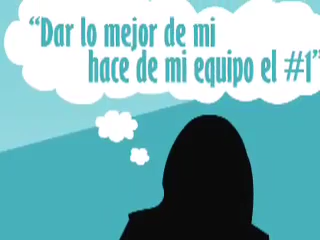 “Dar lo mejor de mi
hace de mi equipo el #1”